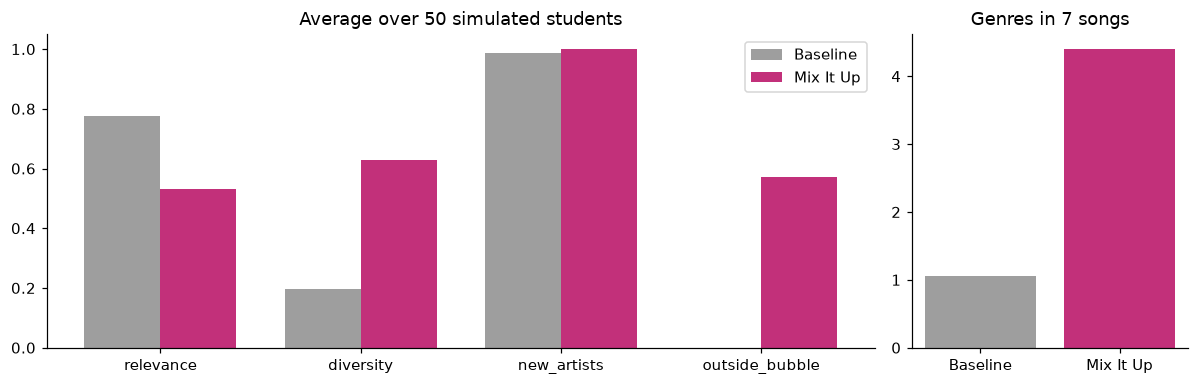 Average over 50 simulated students
1.0
0.8
0.6
0.4
0.2
0.0
Baseline
Mix It Up
relevance
diversity
new_artists
outside_bubble
Genres in 7 songs
4
3
2
1
0
Baseline
Mix It Up